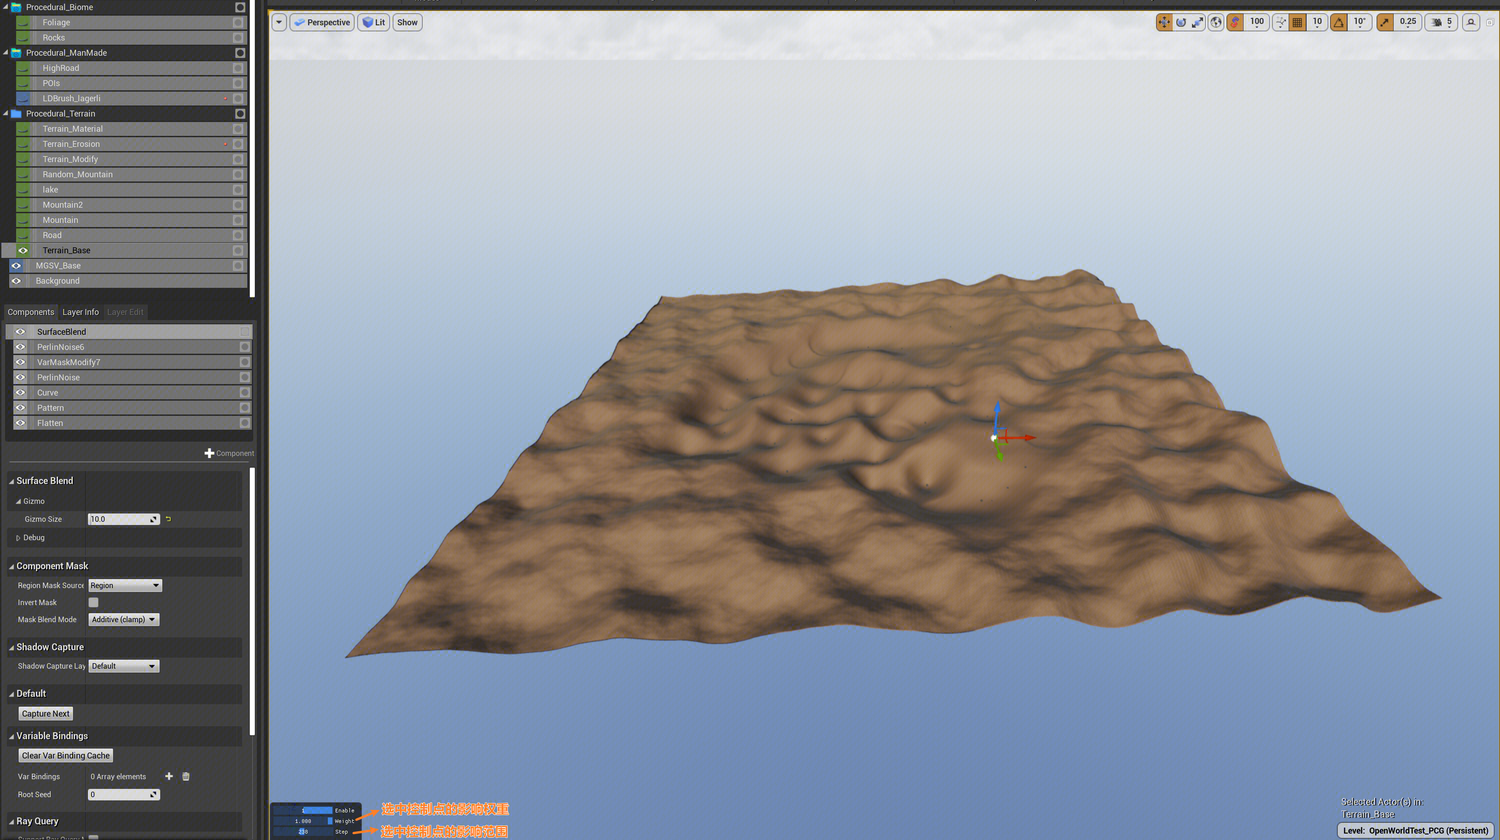 Procedural_Biome
Foliage
Rocks
Procedural_ManMade
HighRoad
POIs
LDBrush_lagerli
Procedural_Terrain
Terrain_Material
Terrain_Erosion
Terrain_Modify
Random_Mountain
lake
Mountain2
Mountain
Road
Terrain_Base
MGSV_Base
Background
Components Layer Info Layer Edit
SurfaceBlend
PerlinNoise6
VarMaskModify7
PerlinNoise
Curve
Pattern
Flatten
Component
Surface Blend
Gizmo
Gizmo Size 10.0
Debug
Component Mask
Region Mask Source Region
Invert Mask
Mask Blend Mode Additive (clamp)
Shadow Capture
Shadow Capture Lay Default
Default
Capture Next
Variable Bindings
Clear Var Binding Cache
Var Bindings 0 Array elements
Root Seed 0
Ray Query
Perspective Lit Show
100 10 10° 0.25 5
1 Enable
1.000 Weight
Step
选中控制点的影响权重
选中控制点的影响范围
Selected Actor(s) in:
Terrain_Base
Level: OpenWorldTest_PCG (Persistent)